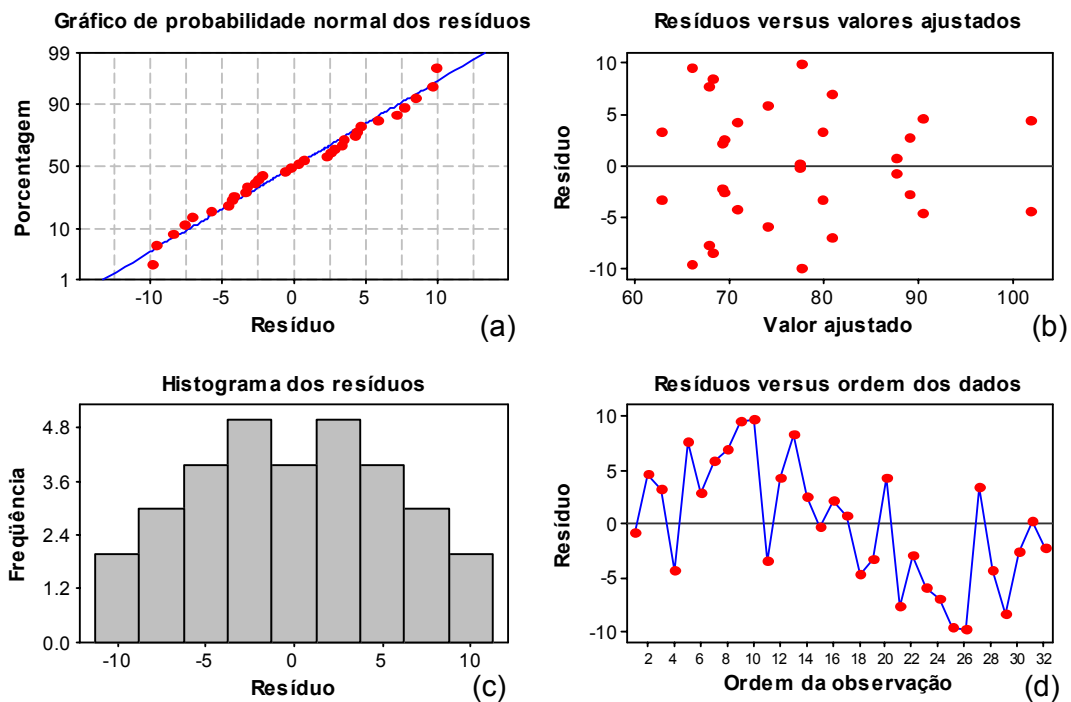 Gráfico de probabilidade normal dos resíduos
99
90
50
10
1
Porcentagem
-10 -5 0 5 10
Resíduo
(a)
Resíduos versus valores ajustados
10
5
0
-5
-10
Resíduo
60 70 80 90 100
Valor ajustado
(b)
Histograma dos resíduos
4.8
3.6
2.4
1.2
0.0
Freqüência
-10 -5 0 5 10
Resíduo
(c)
Resíduos versus ordem dos dados
10
5
0
-5
-10
Resíduo
2 4 6 8 10 12 14 16 18 20 22 24 26 28 30 32
Ordem da observação
(d)